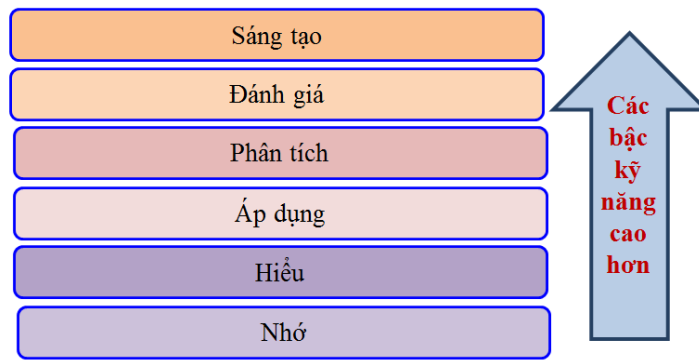 Sáng tạo
Đánh giá
Phân tích
Áp dụng
Hiểu
Nhớ
Các
bậc
kỹ
năng
cao
hơn